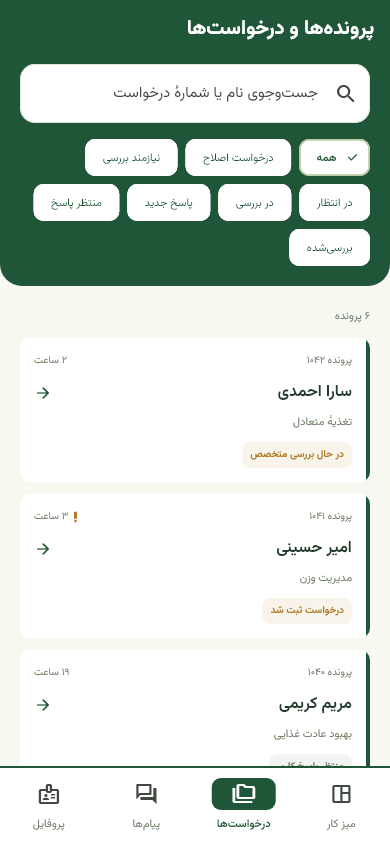 پرونده‌ها و درخواست‌ها
جست‌وجوی نام یا شمارهٔ درخواست
همه
درخواست اصلاح
نیازمند بررسی
در انتظار
در بررسی
پاسخ جدید
منتظر پاسخ
بررسی‌شده
۶ پرونده
پرونده ۱۰۴۲
۲ ساعت
سارا احمدی
تغذیهٔ متعادل
در حال بررسی متخصص
پرونده ۱۰۴۱
۳ ساعت
امیر حسینی
مدیریت وزن
درخواست ثبت شد
پرونده ۱۰۴۰
۱۹ ساعت
مریم کریمی
بهبود عادت غذایی
میز کار
درخواست‌ها
پیام‌ها
پروفایل